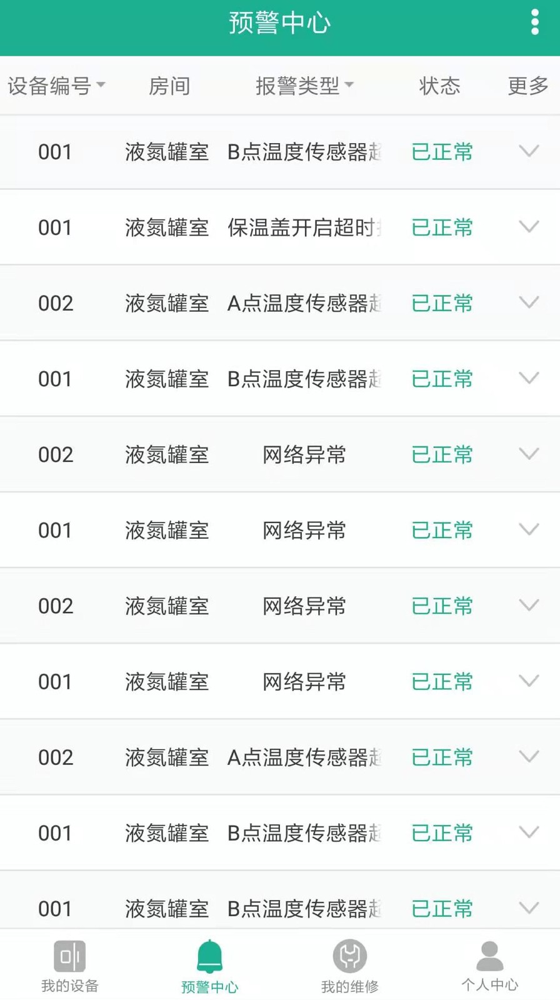 预警中心
设备编号 房间 报警类型 状态 更多
001 液氮罐室 B点温度传感器超 已正常
001 液氮罐室 保温盖开启超时 已正常
002 液氮罐室 A点温度传感器超 已正常
001 液氮罐室 B点温度传感器超 已正常
002 液氮罐室 网络异常 已正常
001 液氮罐室 网络异常 已正常
002 液氮罐室 网络异常 已正常
001 液氮罐室 网络异常 已正常
002 液氮罐室 A点温度传感器超 已正常
001 液氮罐室 B点温度传感器超 已正常
001 液氮罐室 B点温度传感器超 已正常
我的设备 预警中心 我的维修 个人中心